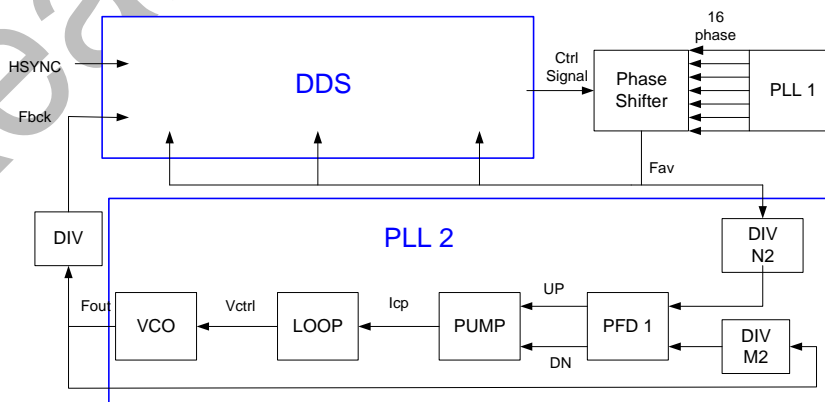 16
phase
HSYNC
DDS
Ctrl
Signal
Phase
Shifter
PLL 1
Fbck
Fav
DIV
PLL 2
DIV
N2
Fout
VCO
Vctrl
LOOP
Icp
PUMP
UP
DN
PFD 1
DIV
M2